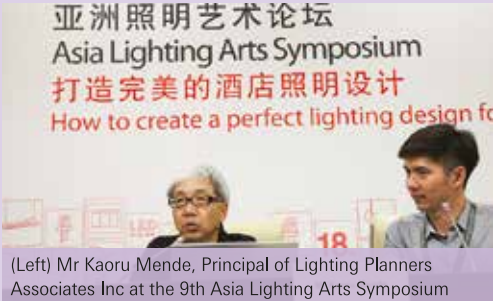 亚洲照明艺术论坛
Asia Lighting Arts Symposium
打造完美的酒店照明设计
How to create a perfect lighting design fo
LED
18
(Left) Mr Kaoru Mende, Principal of Lighting Planners
Associates Inc at the 9th Asia Lighting Arts Symposium